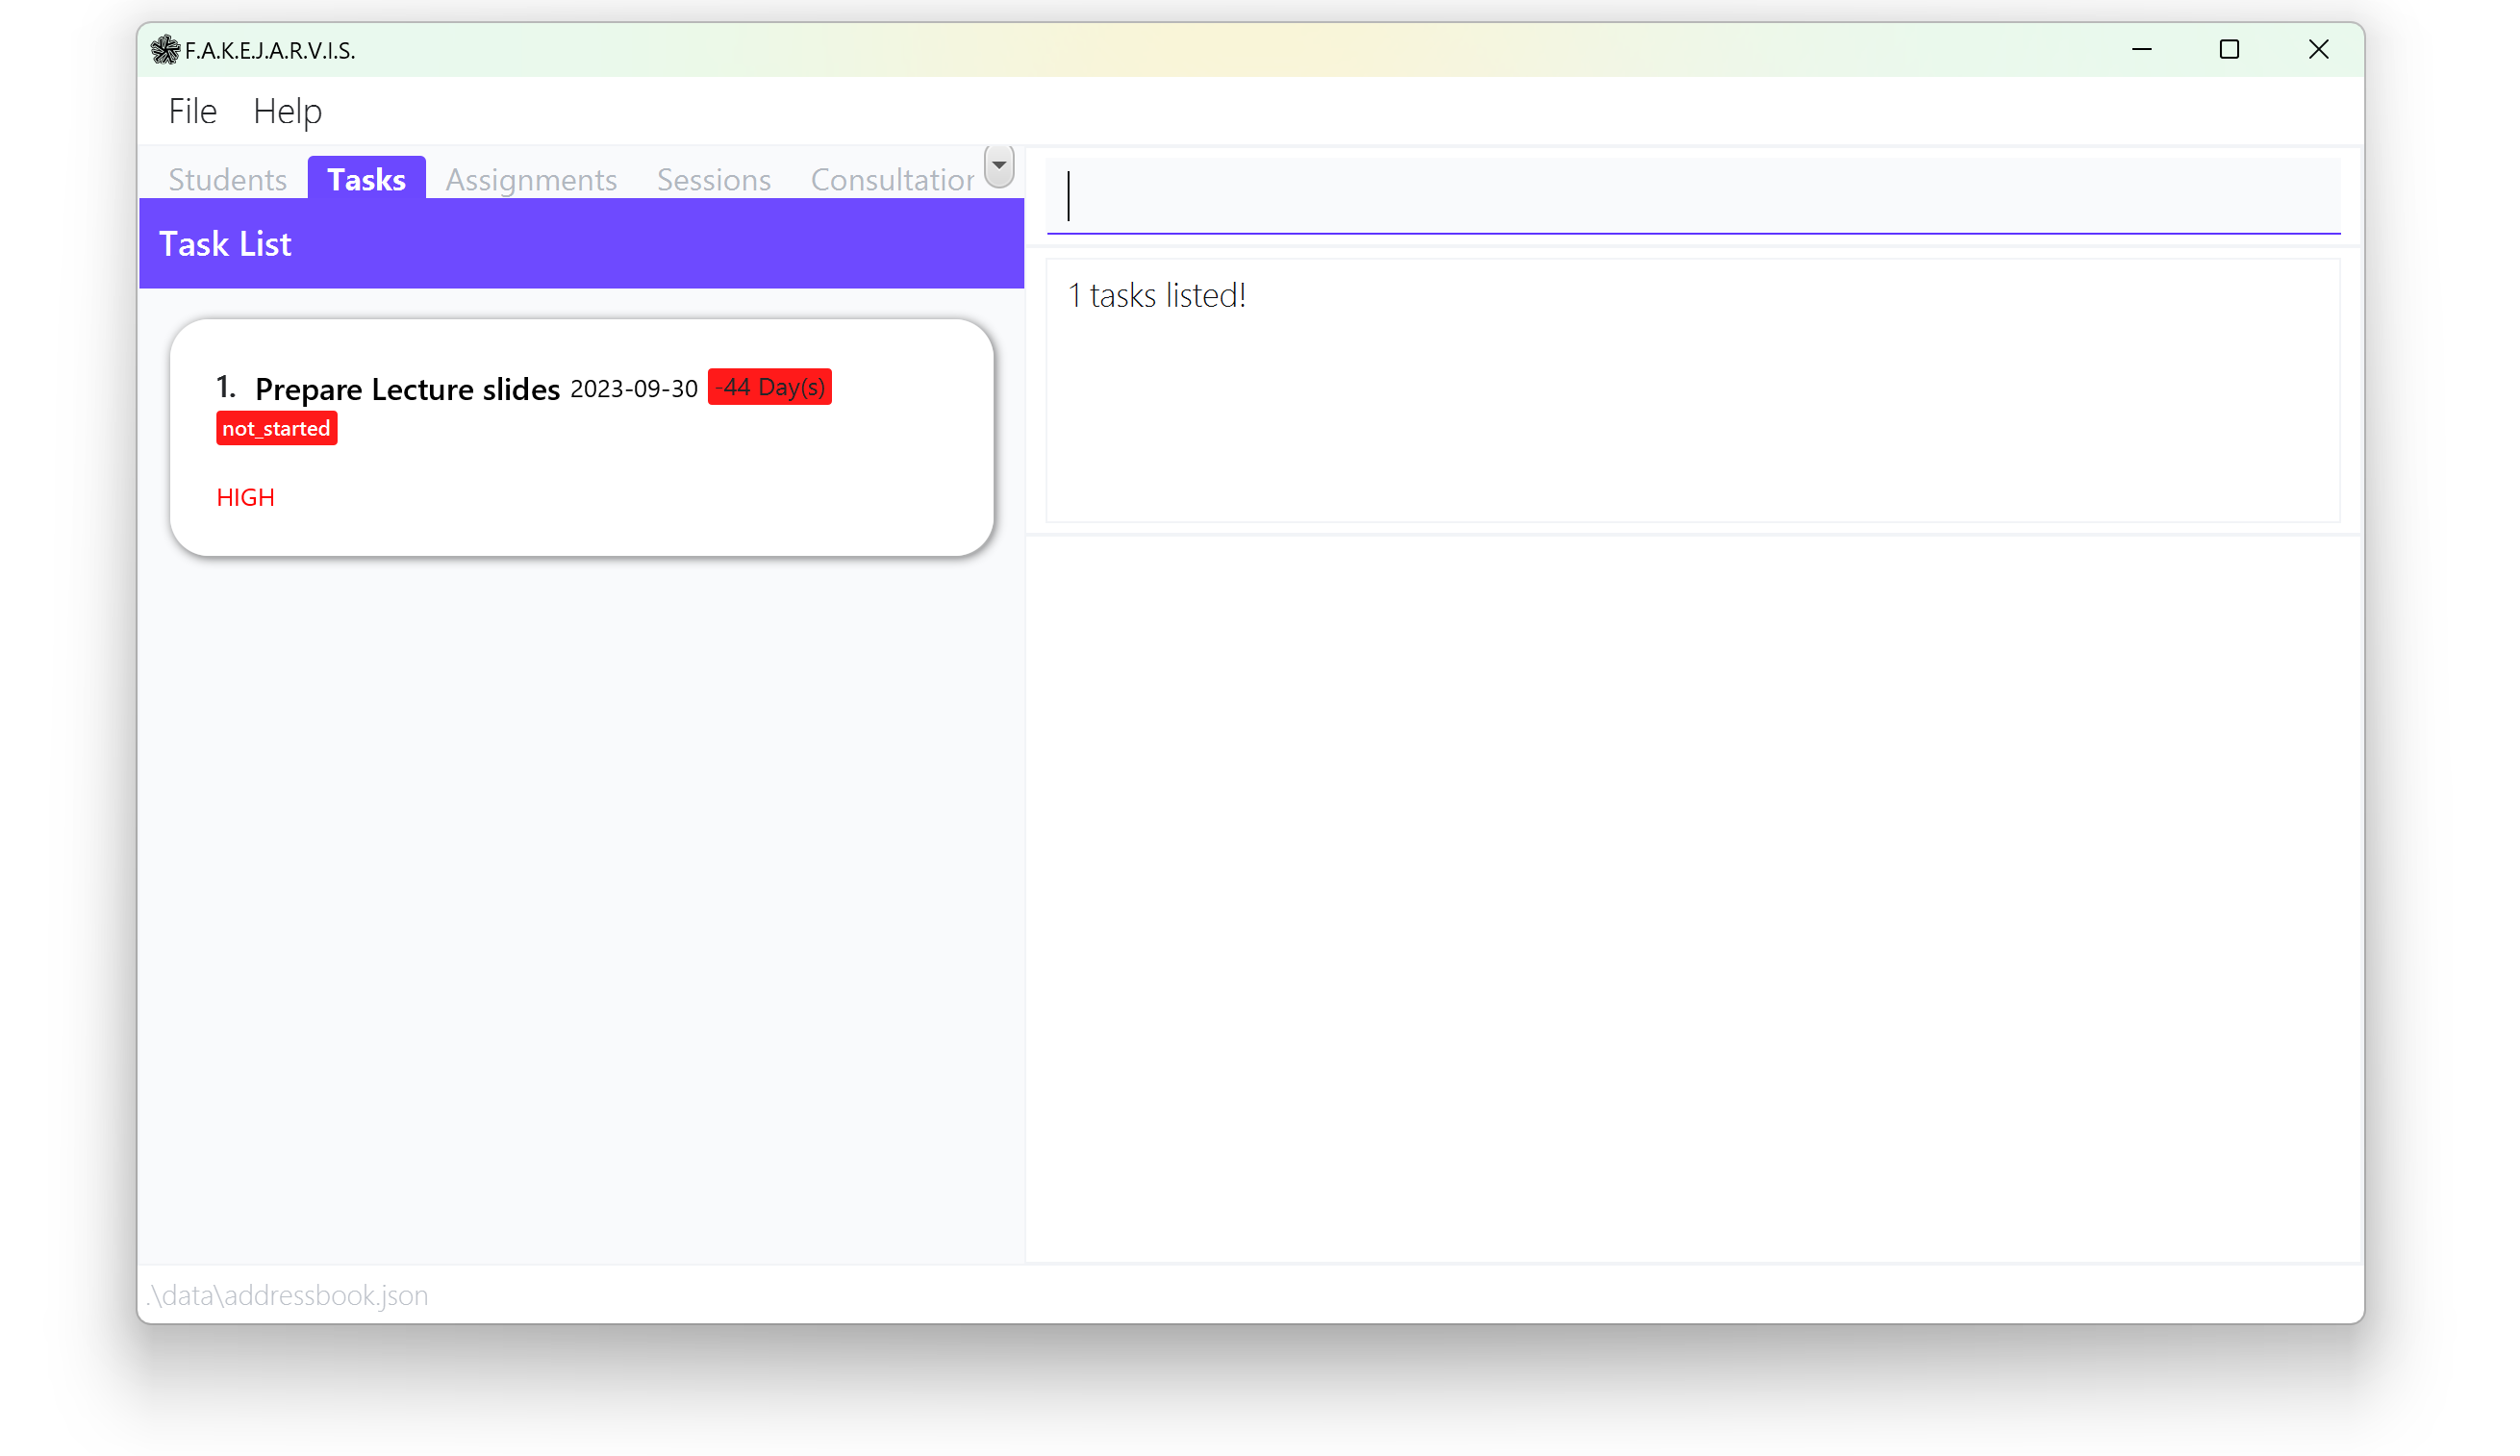 F.A.K.E.J.A.R.V.I.S.
File Help
Students Tasks Assignments Sessions Consultation
Task List
1. Prepare Lecture slides 2023-09-30 -44 Day(s)
not_started
HIGH
1 tasks listed!
.\data\addressbook.json